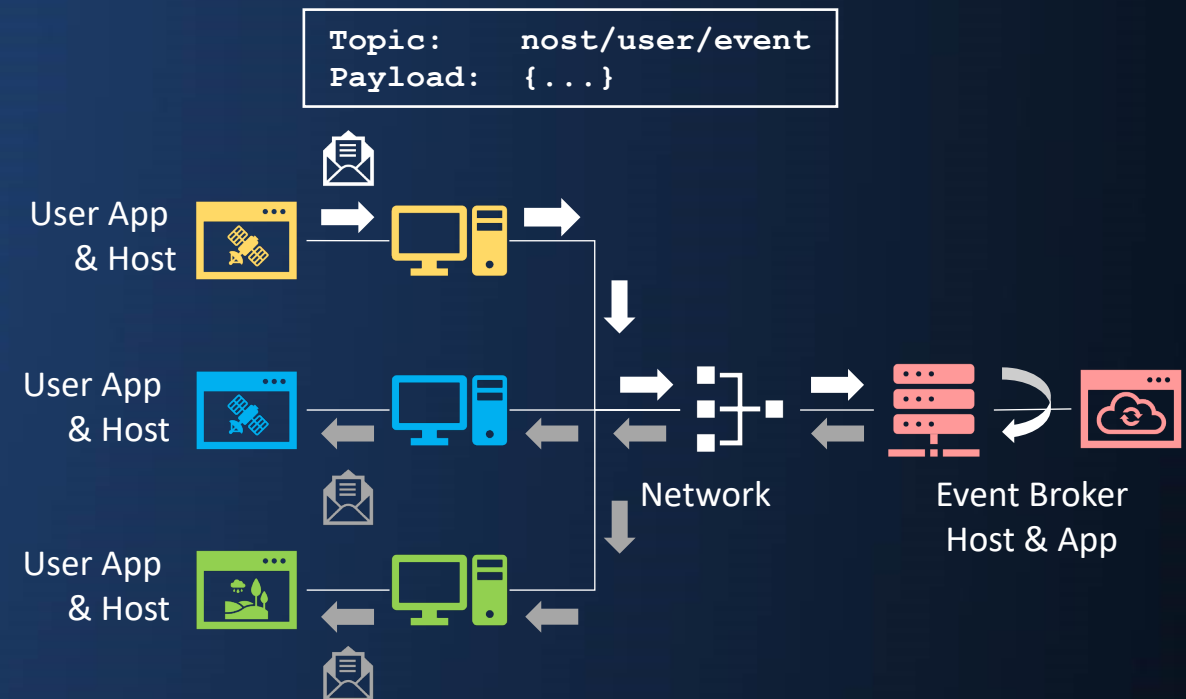 Topic: nost/user/event
Payload: {...}
User App
& Host
User App
& Host
Network
Event Broker
Host & App
User App
& Host